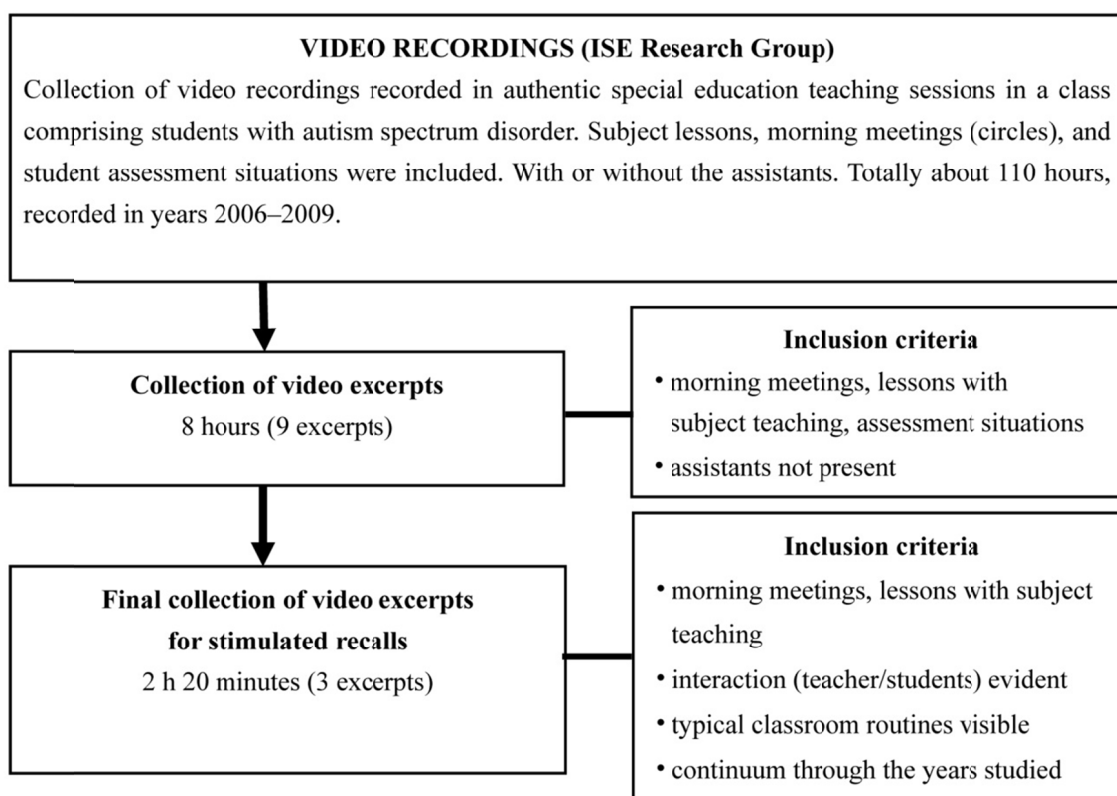 VIDEO RECORDINGS (ISE Research Group)
Collection of video recordings recorded in authentic special education teaching sessions in a class
comprising students with autism spectrum disorder. Subject lessons, morning meetings (circles), and
student assessment situations were included. With or without the assistants. Totally about 110 hours,
recorded in years 2006–2009.
Collection of video excerpts
8 hours (9 excerpts)
Inclusion criteria
• morning meetings, lessons with
subject teaching, assessment situations
• assistants not present
Final collection of video excerpts
for stimulated recalls
2 h 20 minutes (3 excerpts)
Inclusion criteria
• morning meetings, lessons with subject
teaching
• interaction (teacher/students) evident
• typical classroom routines visible
• continuum through the years studied